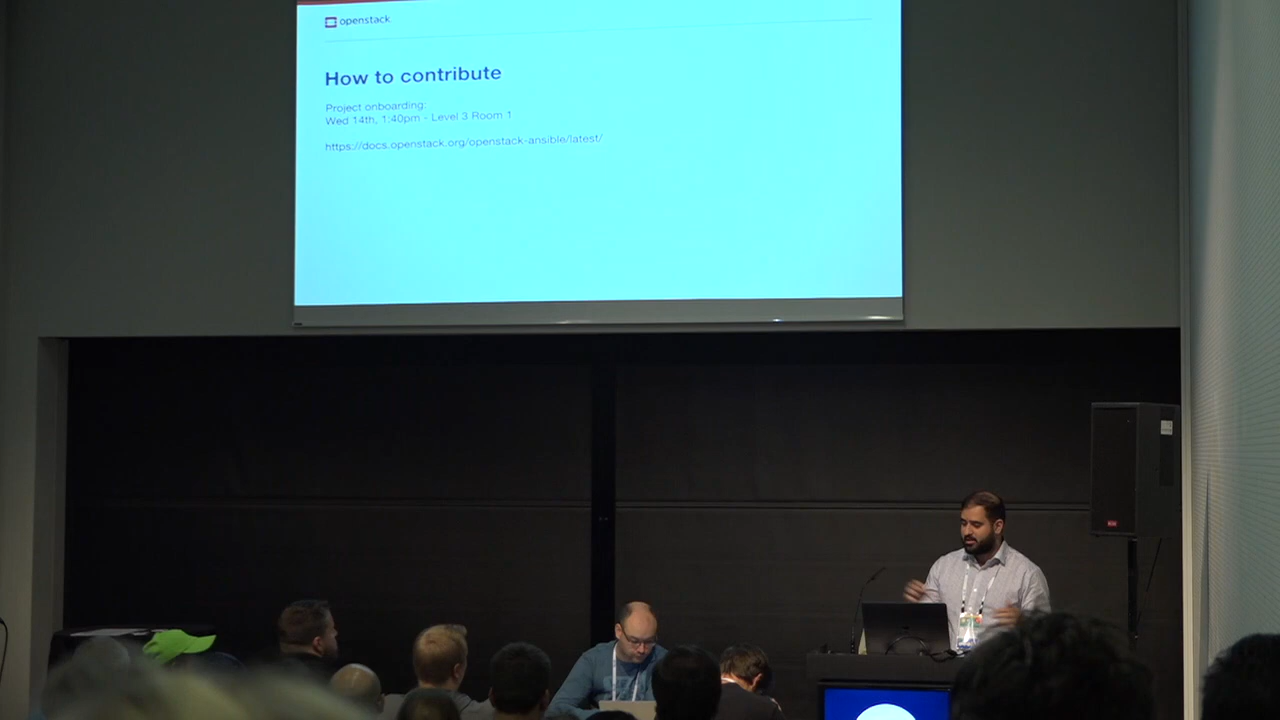 openstack.
How to contribute
Project onboarding:
Wed 14th, 1:40pm - Level 3 Room 1
https://docs.openstack.org/openstack-ansible/latest/